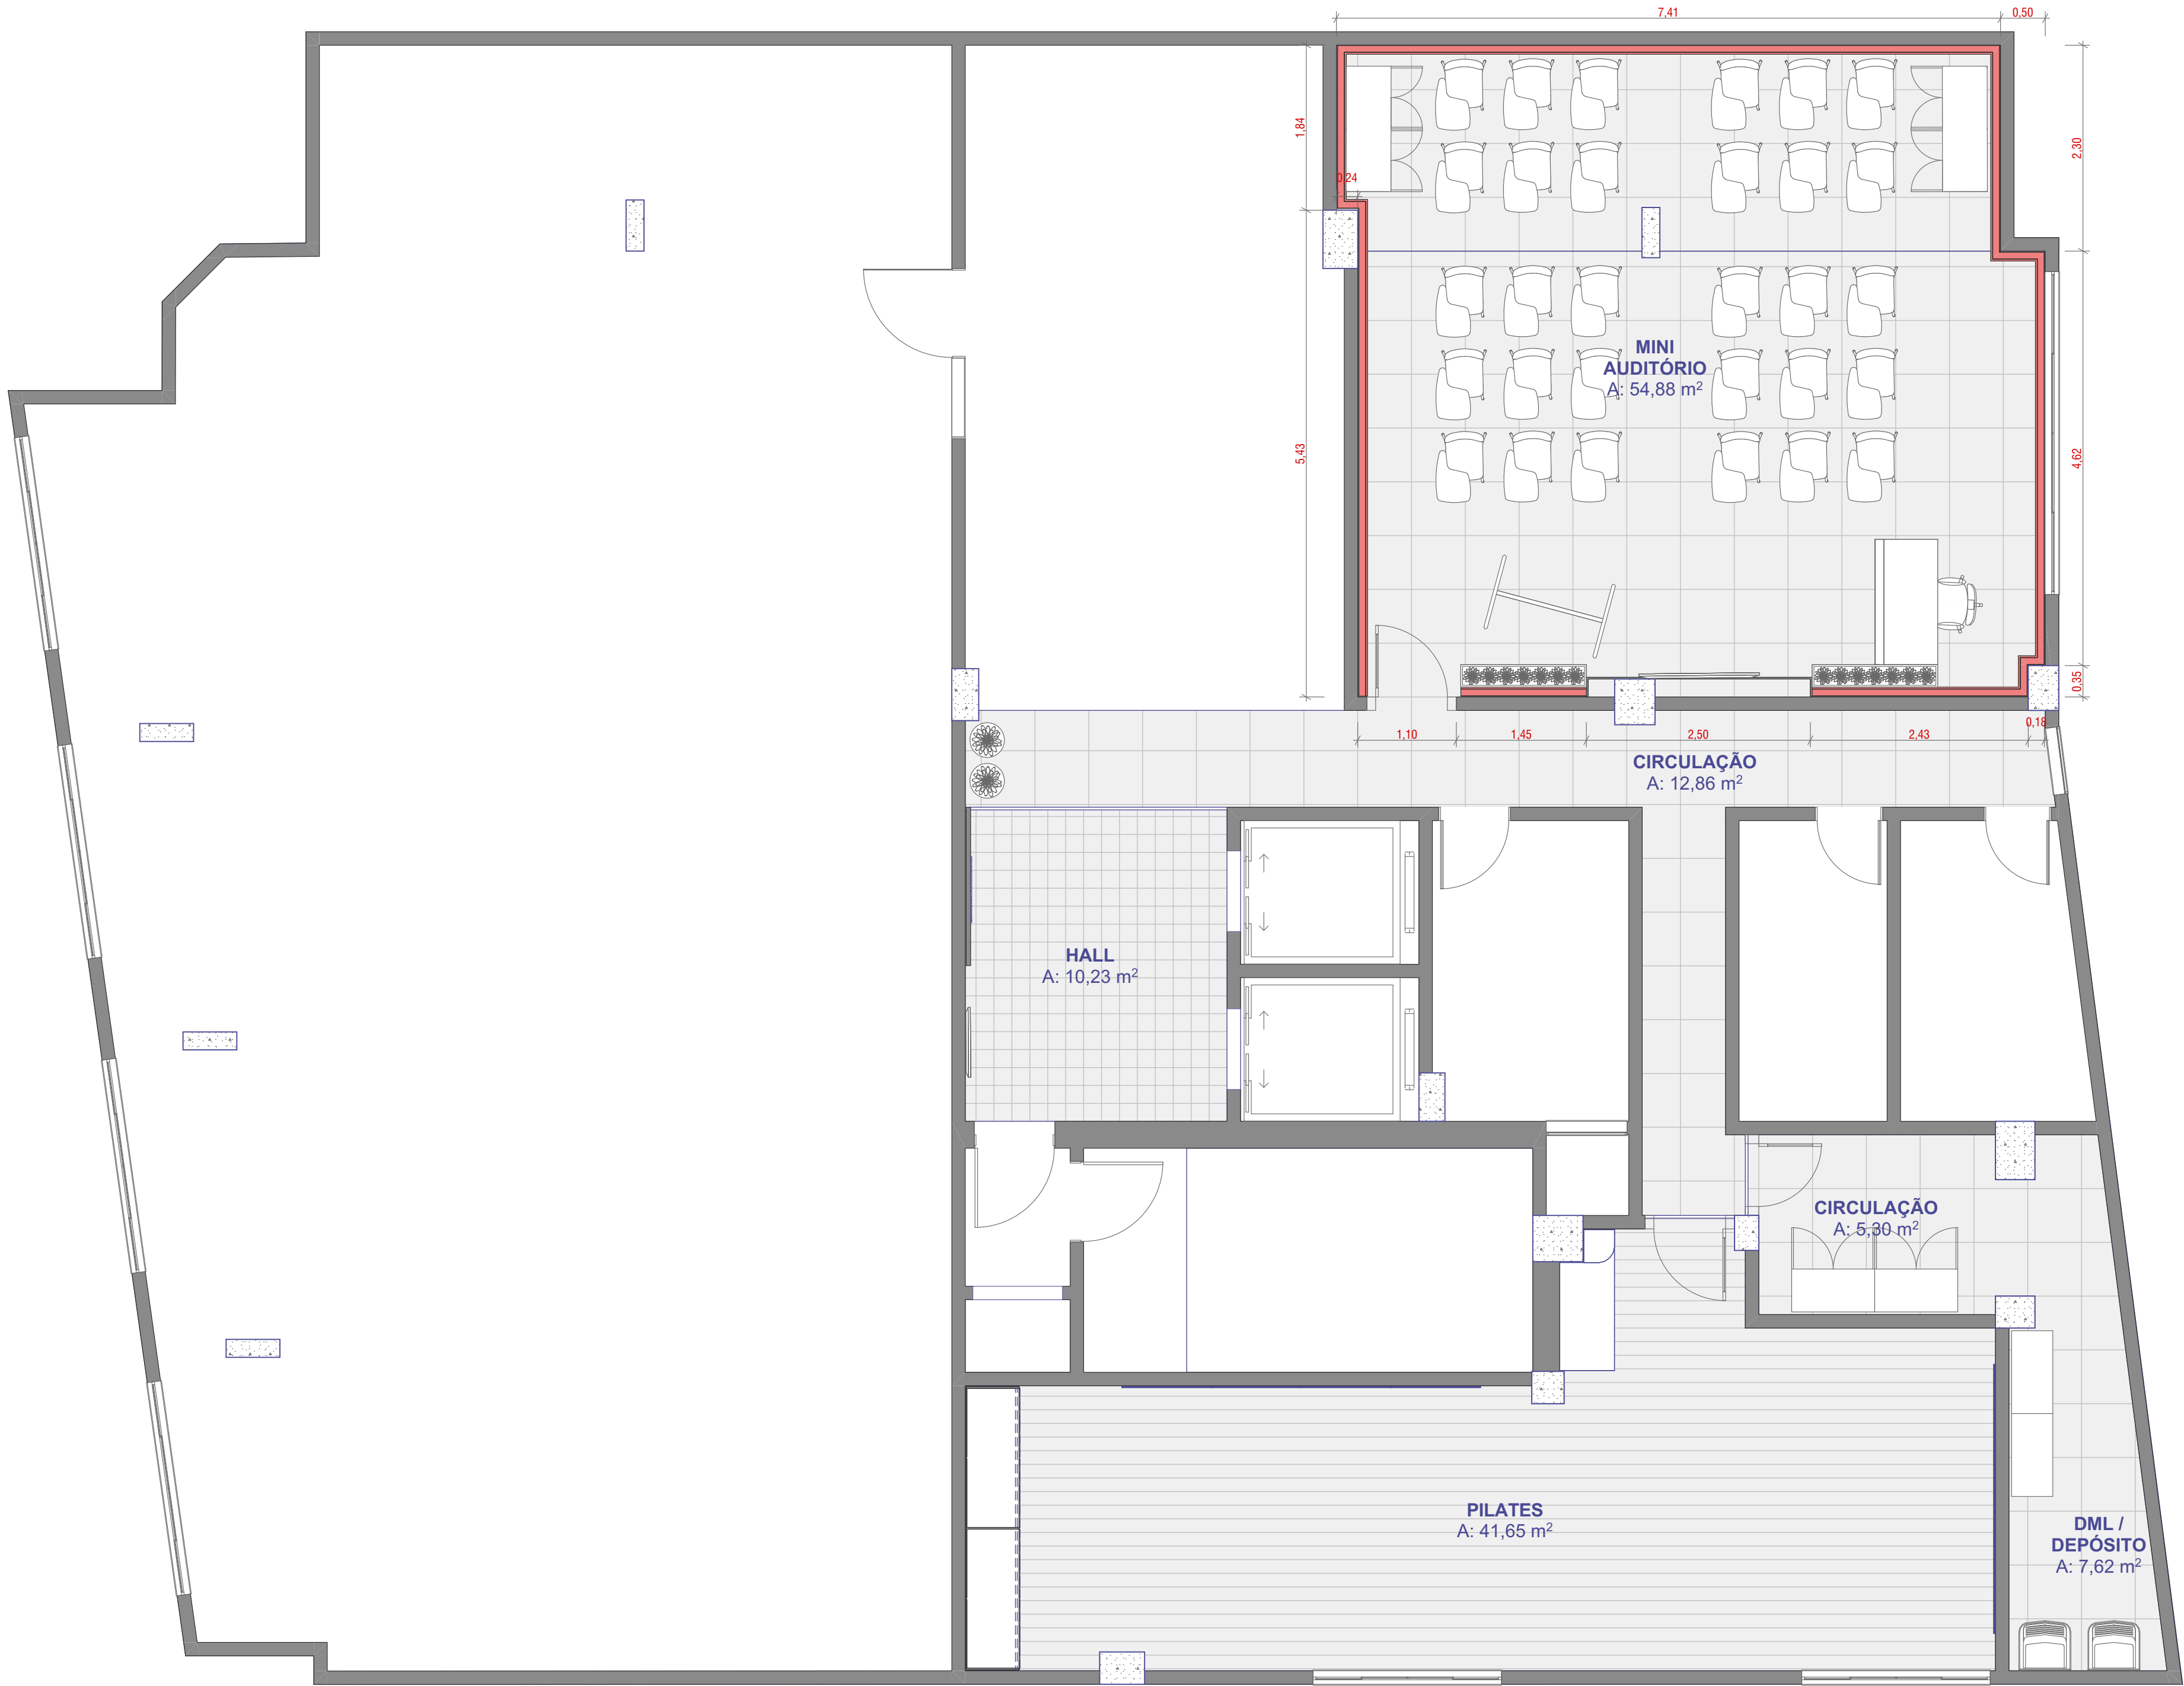 7,41
0,50
1,84
2,30
0,24
MINI
AUDITÓRIO
A: 54,88 m²
5,43
4,62
0,35
0,18
1,10
1,45
2,50
2,43
CIRCULAÇÃO
A: 12,86 m²
HALL
A: 10,23 m²
CIRCULAÇÃO
A: 5,30 m²
PILATES
A: 41,65 m²
DML /
DEPÓSITO
A: 7,62 m²